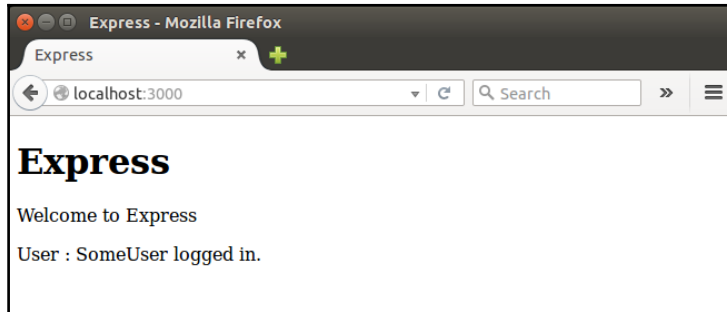 Express - Mozilla Firefox
Express
localhost:3000 Search
Express
Welcome to Express
User : SomeUser logged in.